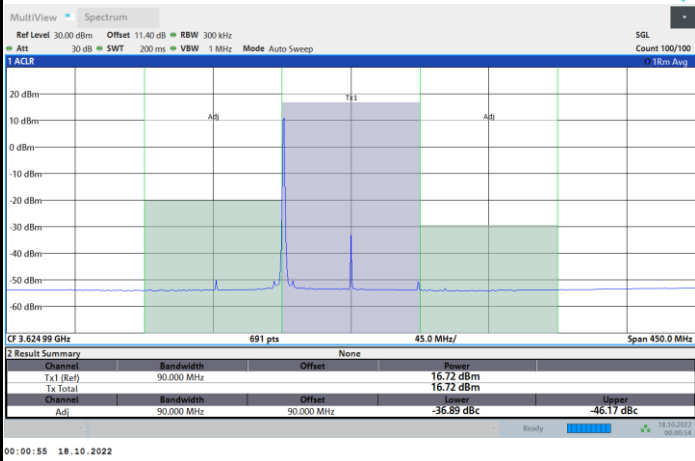 MultiView Spectrum
Ref Level 30.00 dBm Offset 11.40 dB RBW 300 kHz SGL
Att 30 dB SWT 200 ms VBW 1 MHz Mode Auto Sweep Count 100/100
1 ACLR 1Rm Avg
20 dBm
Tx1
10 dBm
Adj Adj
0 dBm
-10 dBm
-20 dBm
-30 dBm
-40 dBm
-50 dBm
-60 dBm
CF 3.624 99 GHz 691 pts 45.0 MHz/ Span 450.0 MHz
2 Result Summary None
Channel Bandwidth Offset Power
Tx1 (Ref) 90.000 MHz 16.72 dBm
Tx Total 16.72 dBm
Channel Bandwidth Offset Lower Upper
Adj 90.000 MHz 90.000 MHz -36.89 dBc -46.17 dBc
Ready 18.10.2022
00:00:54
00:00:55 18.10.2022